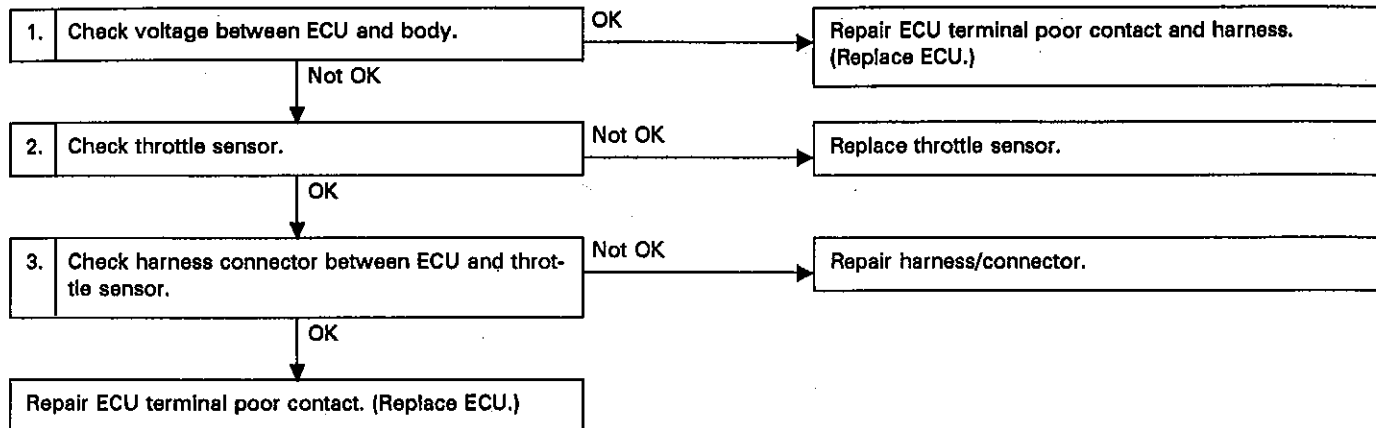 1. Check voltage between ECU and body.
OK
Repair ECU terminal poor contact and harness.
(Replace ECU.)
Not OK
2. Check throttle sensor.
Not OK
Replace throttle sensor.
OK
3. Check harness connector between ECU and throt-
tle sensor.
Not OK
Repair harness/connector.
OK
Repair ECU terminal poor contact. (Replace ECU.)